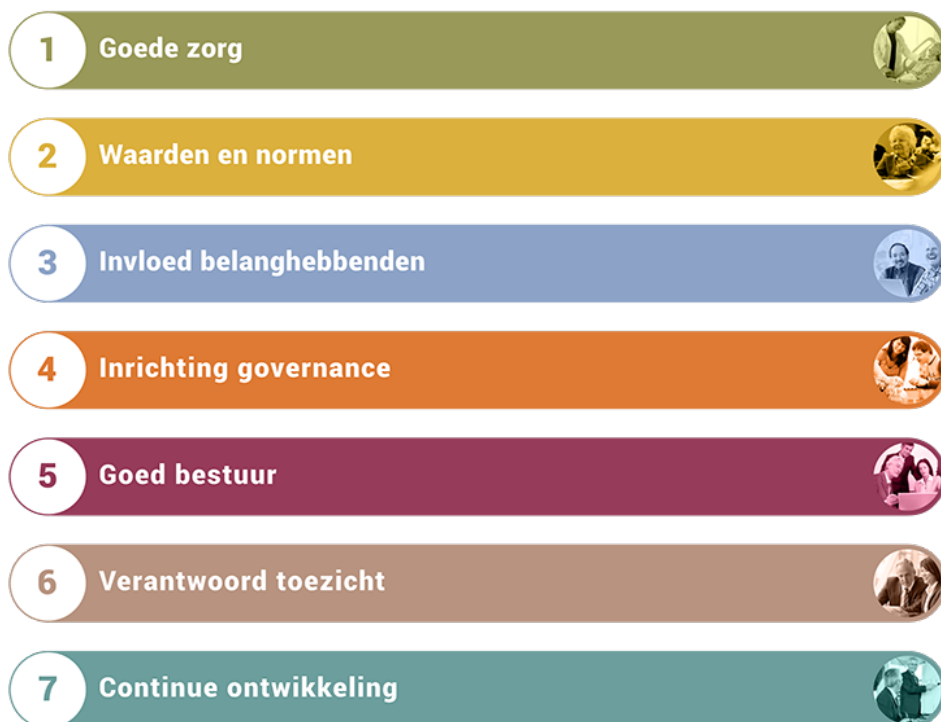 1 Goede zorg
2 Waarden en normen
3 Invloed belanghebbenden
4 Inrichting governance
5 Goed bestuur
6 Verantwoord toezicht
7 Continue ontwikkeling